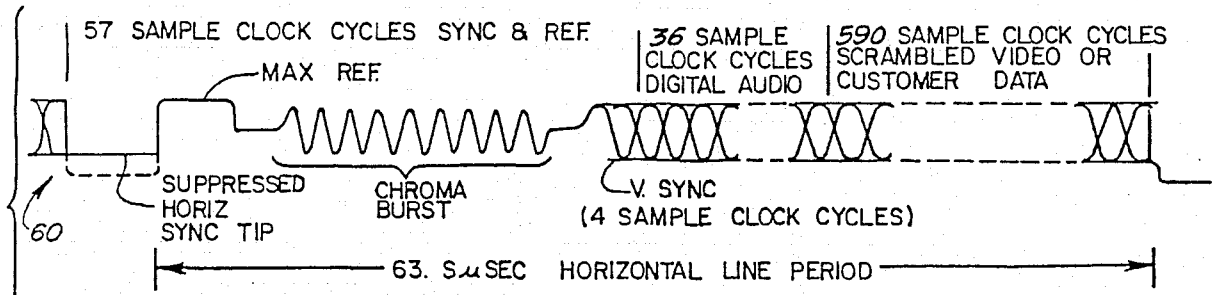 57 SAMPLE CLOCK CYCLES SYNC & REF.
36 SAMPLE
CLOCK CYCLES
DIGITAL AUDIO
590 SAMPLE CLOCK CYCLES
SCRAMBLED VIDEO OR
CUSTOMER DATA
MAX REF.
60
SUPPRESSED
HORIZ
SYNC TIP
CHROMA
BURST
V. SYNC
(4 SAMPLE CLOCK CYCLES)
63. SμSEC HORIZONTAL LINE PERIOD